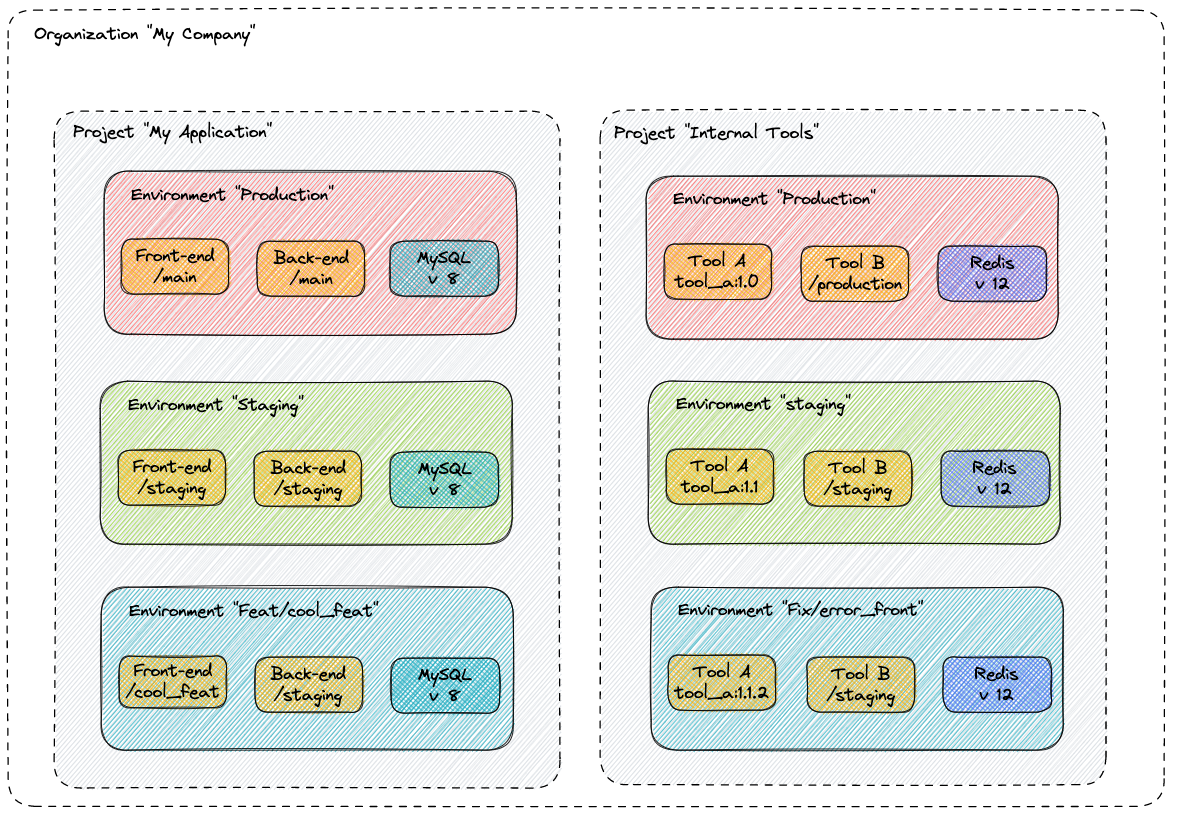 Organization "My Company"
Project "My Application"
Environment "Production"
Front-end
/main
Back-end
/main
MySQL
v 8
Environment "Staging"
Front-end
/staging
Back-end
/staging
MySQL
v 8
Environment "Feat/cool_feat"
Front-end
/cool_feat
Back-end
/staging
MySQL
v 8
Project "Internal Tools"
Environment "Production"
Tool A
tool_a:1.0
Tool B
/production
Redis
v 12
Environment "staging"
Tool A
tool_a:1.1
Tool B
/staging
Redis
v 12
Environment "Fix/error_front"
Tool A
tool_a:1.1.2
Tool B
/staging
Redis
v 12